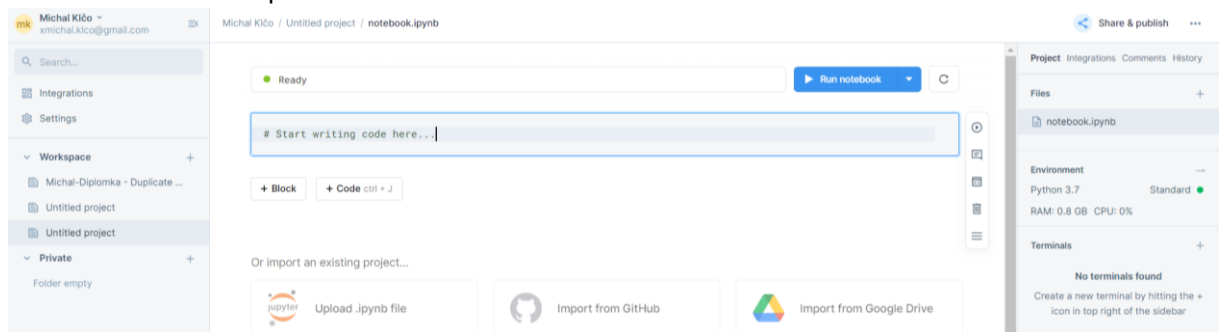 mk
Michal Klčo
xmichal.klco@gmail.com
Search...
Integrations
Settings
Workspace
Michal-Diplomka - Duplicate ...
Untitled project
Untitled project
Private
Folder empty
Michal Klčo / Untitled project / notebook.ipynb
Share & publish
Ready
Run notebook
# Start writing code here...
+ Block
+ Code ctrl + J
Or import an existing project...
jupyter
Upload .ipynb file
Import from GitHub
Import from Google Drive
Project Integrations Comments History
Files
notebook.ipynb
Environment
Python 3.7 Standard
RAM: 0.8 GB CPU: 0%
Terminals
No terminals found
Create a new terminal by hitting the +
icon in top right of the sidebar